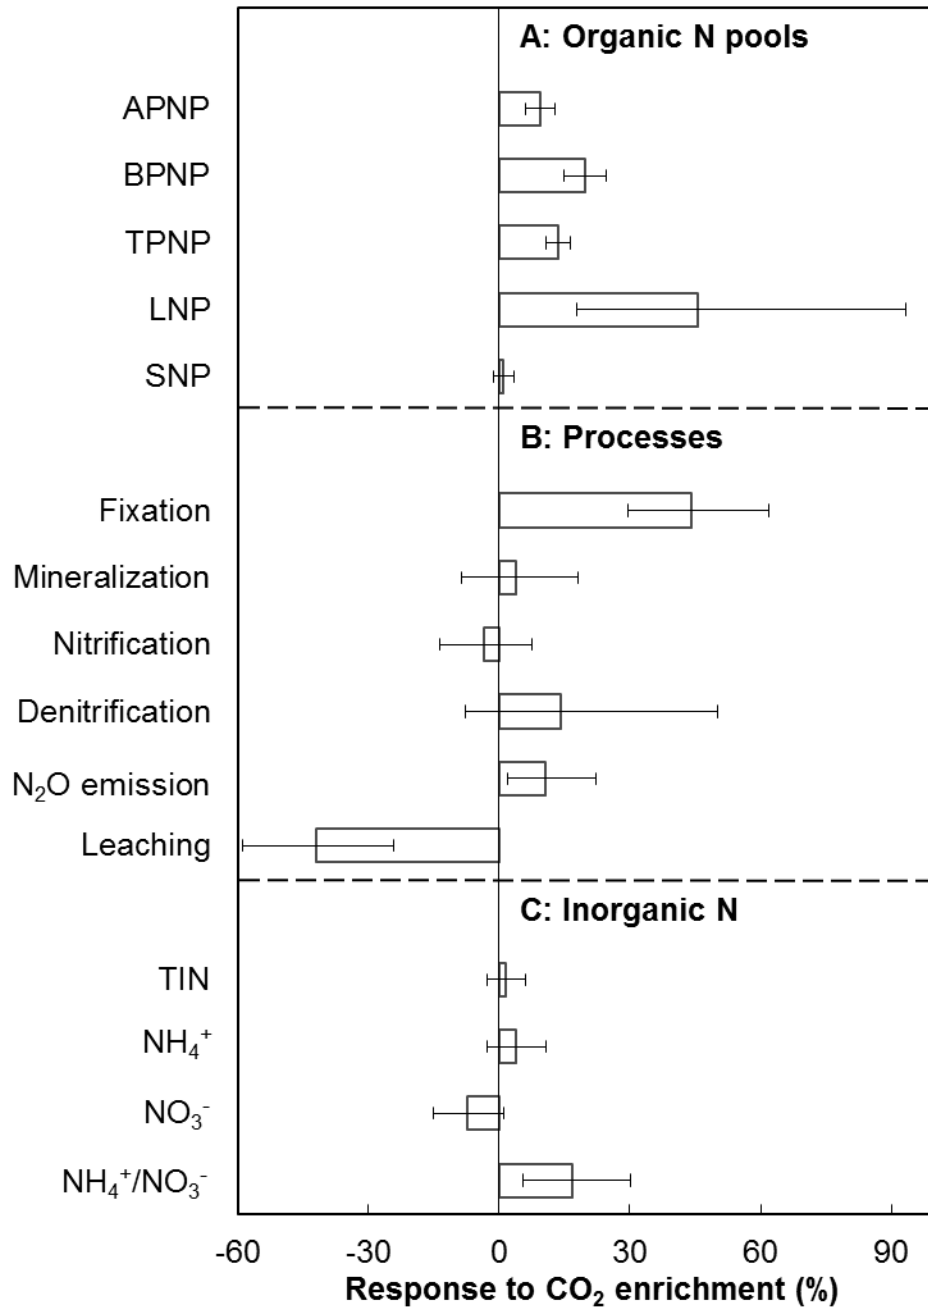 A: Organic N pools
APNP
BPNP
TPNP
LNP
SNP
B: Processes
Fixation
Mineralization
Nitrification
Denitrification
N₂O emission
Leaching
C: Inorganic N
TIN
NH₄⁺
NO₃⁻
NH₄⁺/NO₃⁻
-60 -30 0 30 60 90
Response to CO₂ enrichment (%)